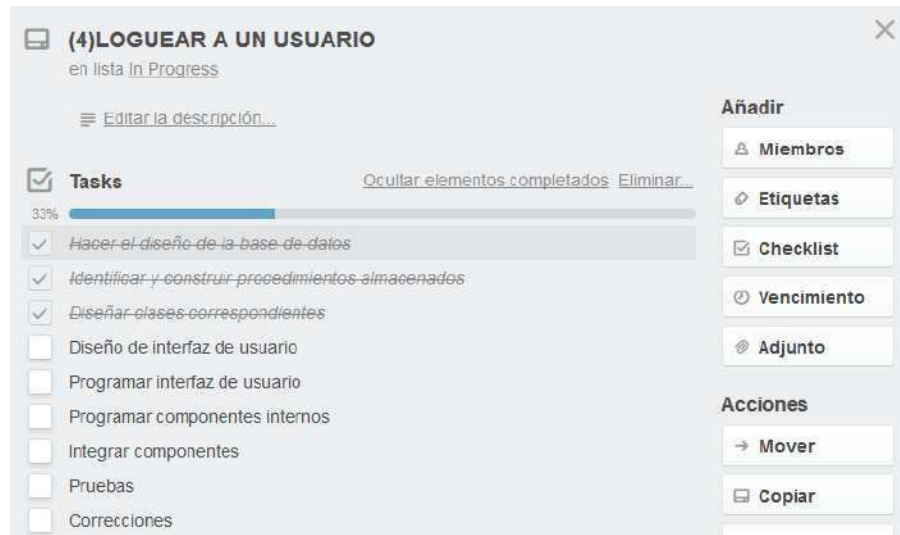 (4)LOGUEAR A UN USUARIO
en lista In Progress
Editar la descripción...
Tasks
Ocultar elementos completados Eliminar...
33%
Hacer el diseño de la base de datos
Identificar y construir procedimientos almacenados
Diseñar clases correspondientes
Diseño de interfaz de usuario
Programar interfaz de usuario
Programar componentes internos
Integrar componentes
Pruebas
Correcciones
Añadir
Miembros
Etiquetas
Checklist
Vencimiento
Adjunto
Acciones
Mover
Copiar